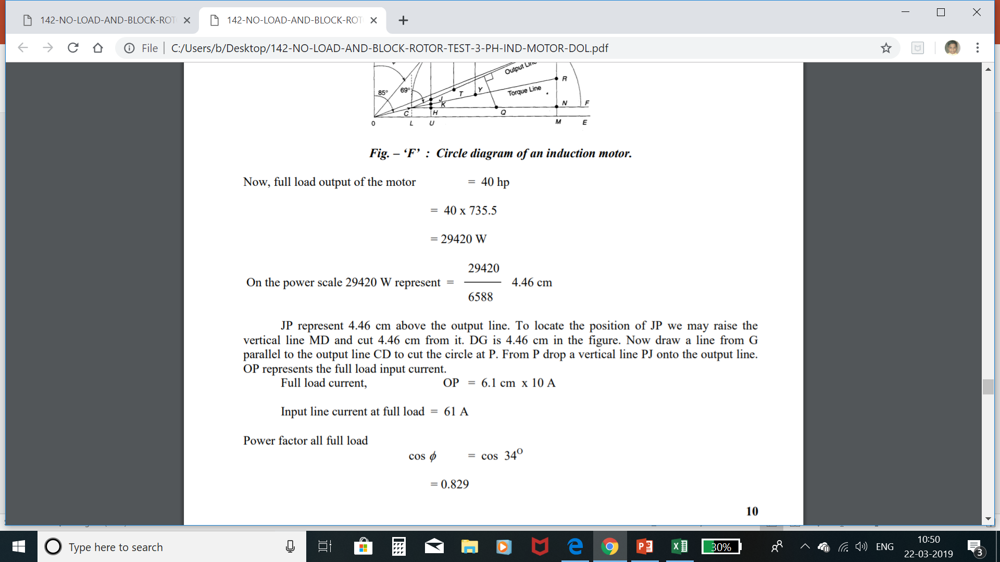 142-NO-LOAD-AND-BLOCK-ROT
142-NO-LOAD-AND-BLOCK-ROT
File
C:/Users/b/Desktop/142-NO-LOAD-AND-BLOCK-ROTOR-TEST-3-PH-IND-MOTOR-DOL.pdf
Output Line
R
85°
69°
T
Y
Torque Line
J
K
N
F
C
H
Q
0
L
U
M
E
Fig. – ‘F’ : Circle diagram of an induction motor.
Now, full load output of the motor = 40 hp
= 40 x 735.5
= 29420 W
29420
On the power scale 29420 W represent = 4.46 cm
6588
JP represent 4.46 cm above the output line. To locate the position of JP we may raise the
vertical line MD and cut 4.46 cm from it. DG is 4.46 cm in the figure. Now draw a line from G
parallel to the output line CD to cut the circle at P. From P drop a vertical line PJ onto the output line.
OP represents the full load input current.
Full load current, OP = 6.1 cm x 10 A
Input line current at full load = 61 A
Power factor all full load
cos ϕ = cos 34O
= 0.829
10
Type here to search
30%
ENG
10:50
22-03-2019
3